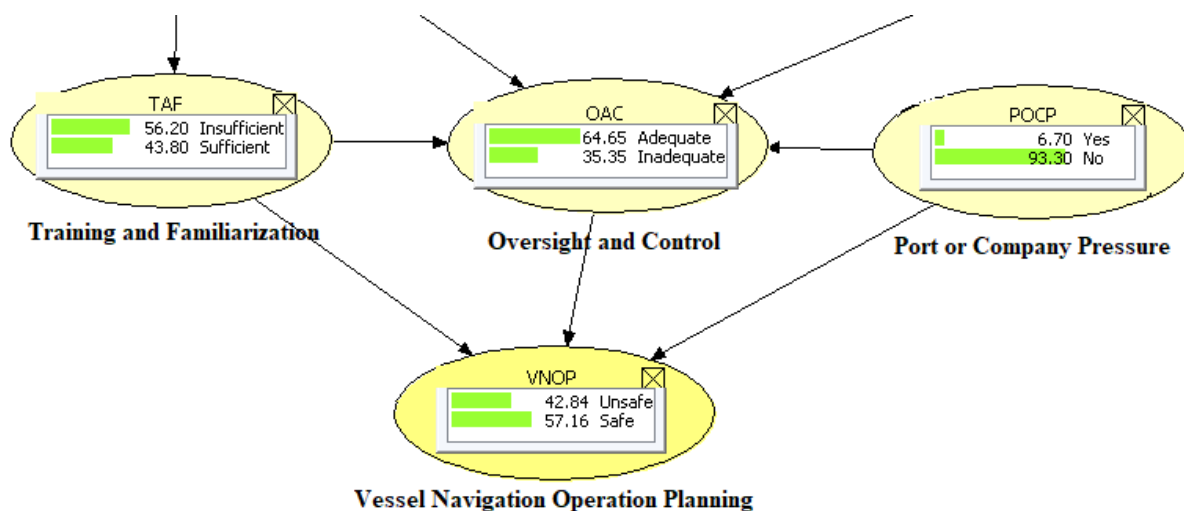 TAF
56.20 Insufficient
43.80 Sufficient
OAC
64.65 Adequate
35.35 Inadequate
POCP
6.70 Yes
93.30 No
Training and Familiarization
Oversight and Control
Port or Company Pressure
VNOP
42.84 Unsafe
57.16 Safe
Vessel Navigation Operation Planning